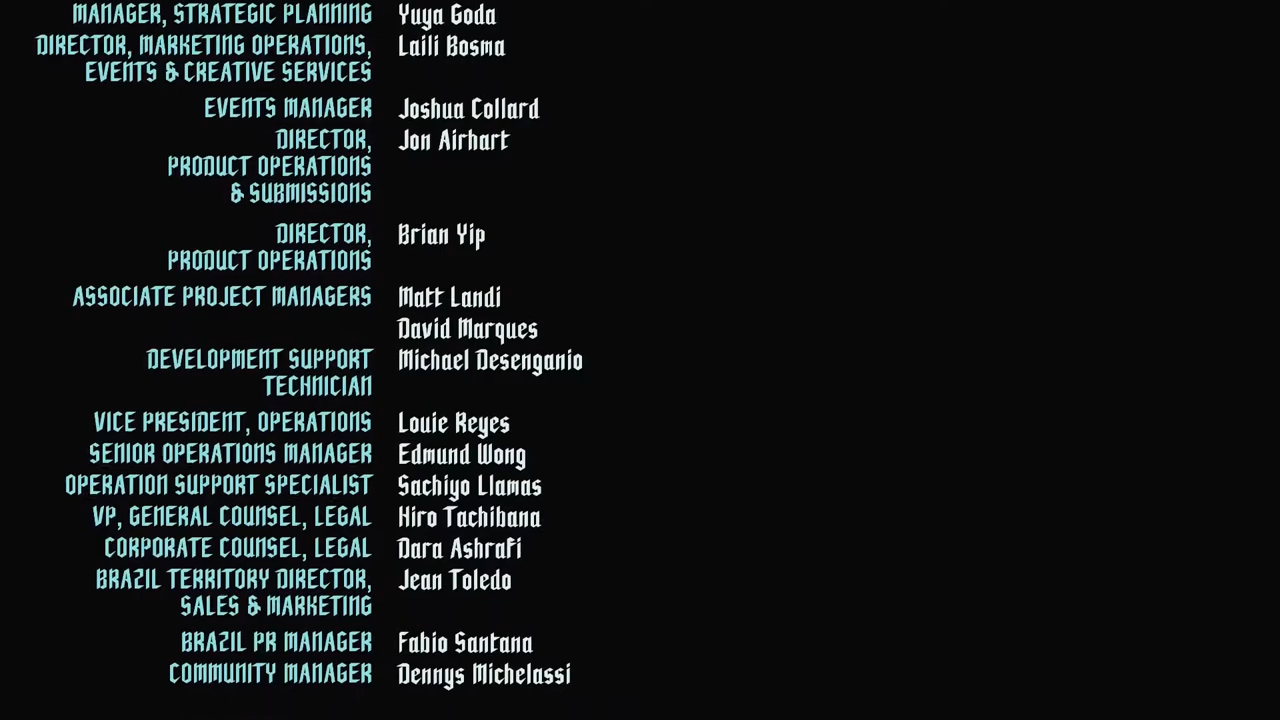 MANAGER, STRATEGIC PLANNING Yuya Goda
DIRECTOR, MARKETING OPERATIONS, Laili Bosma
EVENTS & CREATIVE SERVICES
EVENTS MANAGER Joshua Collard
DIRECTOR, Jon Airhart
PRODUCT OPERATIONS
& SUBMISSIONS
DIRECTOR, Brian Yip
PRODUCT OPERATIONS
ASSOCIATE PROJECT MANAGERS Matt Landi
David Marques
DEVELOPMENT SUPPORT Michael Desenganio
TECHNICIAN
VICE PRESIDENT, OPERATIONS Louie Reyes
SENIOR OPERATIONS MANAGER Edmund Wong
OPERATION SUPPORT SPECIALIST Sachiyo Llamas
VP, GENERAL COUNSEL, LEGAL Hiro Tachibana
CORPORATE COUNSEL, LEGAL Dara Ashrafi
BRAZIL TERRITORY DIRECTOR, Jean Toledo
SALES & MARKETING
BRAZIL PR MANAGER Fabio Santana
COMMUNITY MANAGER Dennys Michelassi